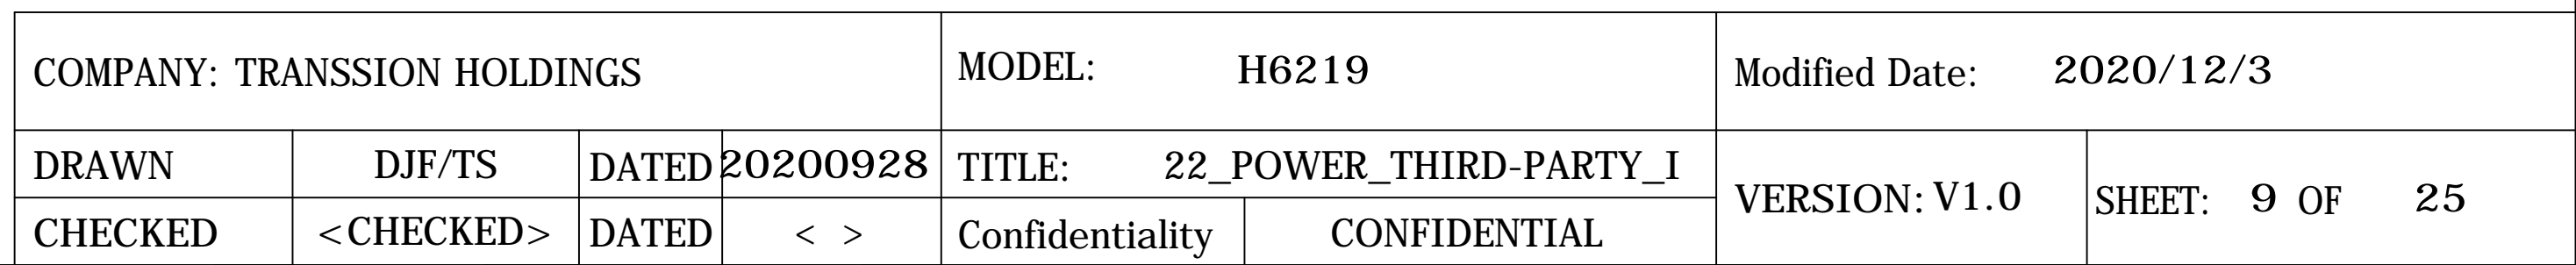 COMPANY: TRANSSION HOLDINGS MODEL: H6219 Modified Date: 2020/12/3
DRAWN DJF/TS DATED 20200928 TITLE: 22_POWER_THIRD-PARTY_I
VERSION: V1.0 SHEET: 9 OF 25
CHECKED <CHECKED> DATED < > Confidentiality CONFIDENTIAL